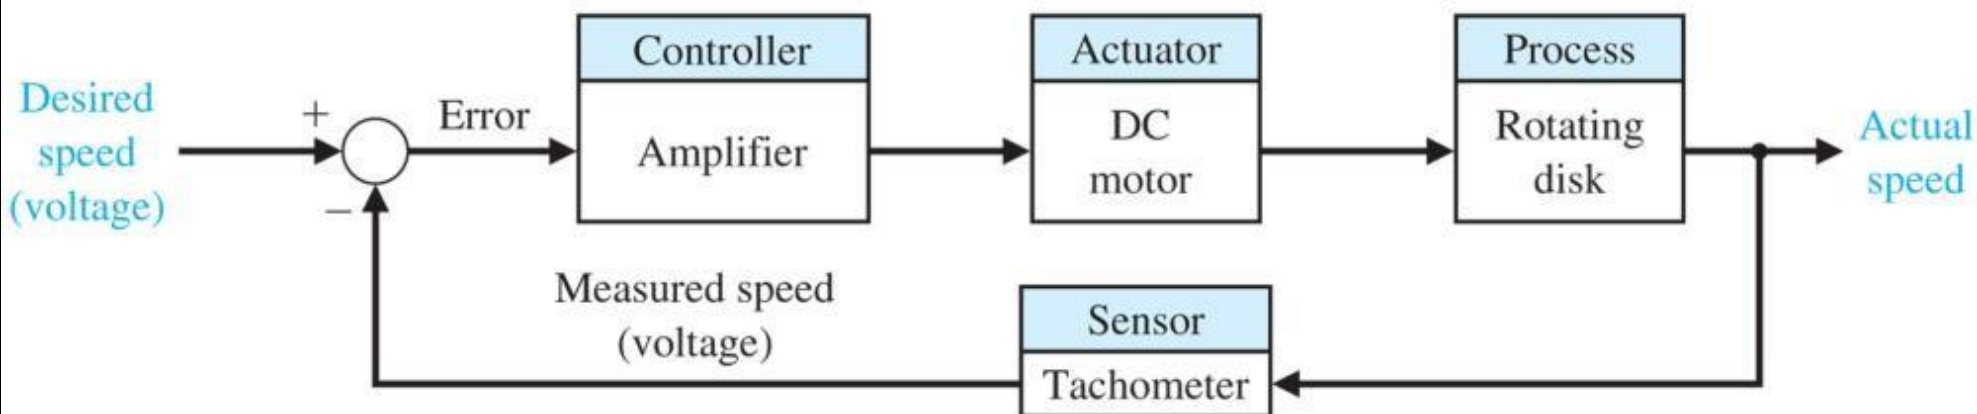 Desired
speed
(voltage)
+
−
Error
Controller
Amplifier
Actuator
DC
motor
Process
Rotating
disk
Actual
speed
Measured speed
(voltage)
Sensor
Tachometer